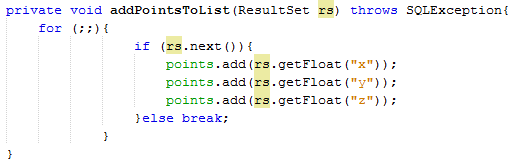 private void addPointsToList(ResultSet rs) throws SQLException{
for (;;){
if (rs.next()){
points.add(rs.getFloat("x"));
points.add(rs.getFloat("y"));
points.add(rs.getFloat("z"));
}else break;
}
}